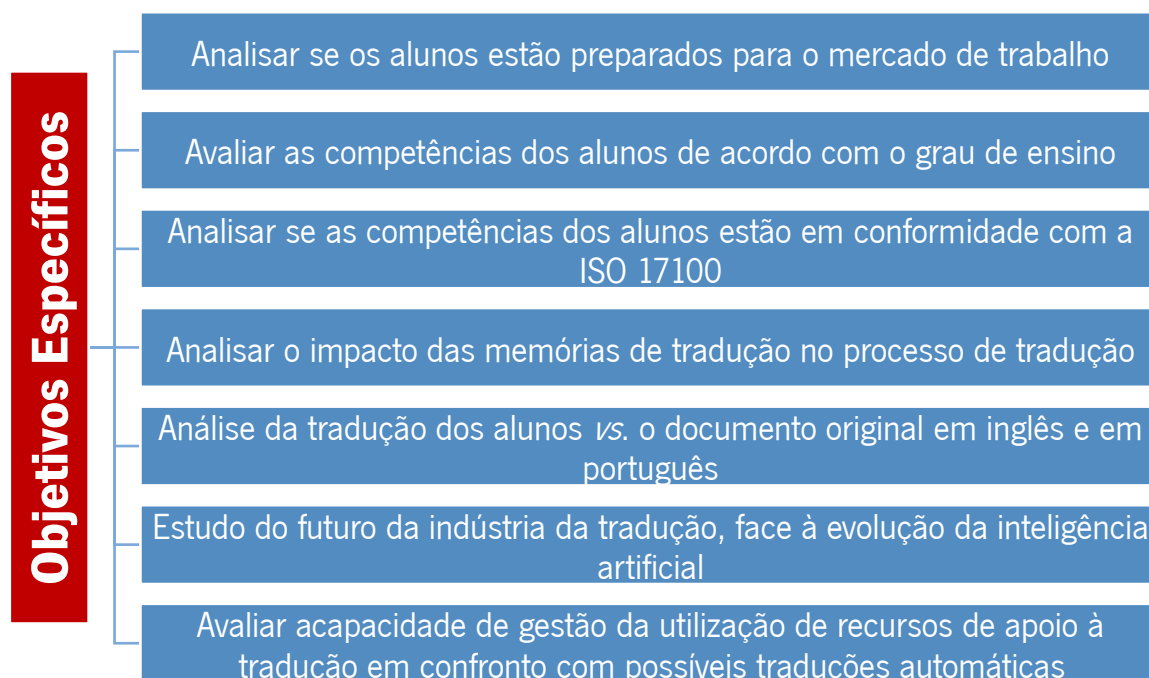 Objetivos Específicos
Analisar se os alunos estão preparados para o mercado de trabalho
Avaliar as competências dos alunos de acordo com o grau de ensino
Analisar se as competências dos alunos estão em conformidade com a
ISO 17100
Analisar o impacto das memórias de tradução no processo de tradução
Análise da tradução dos alunos vs. o documento original em inglês e em
português
Estudo do futuro da indústria da tradução, face à evolução da inteligência
artificial
Avaliar acapacidade de gestão da utilização de recursos de apoio à
tradução em confronto com possíveis traduções automáticas